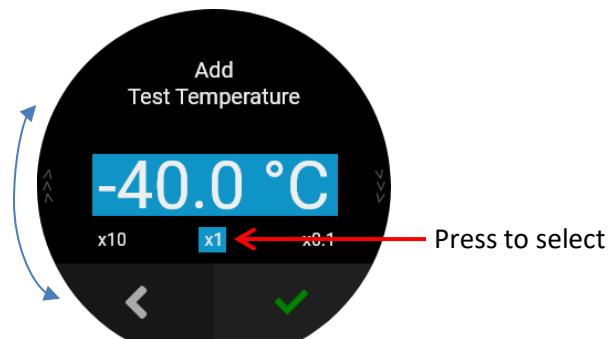 Add
Test Temperature
-40.0 °C
x10 x1 x0.1
Press to select